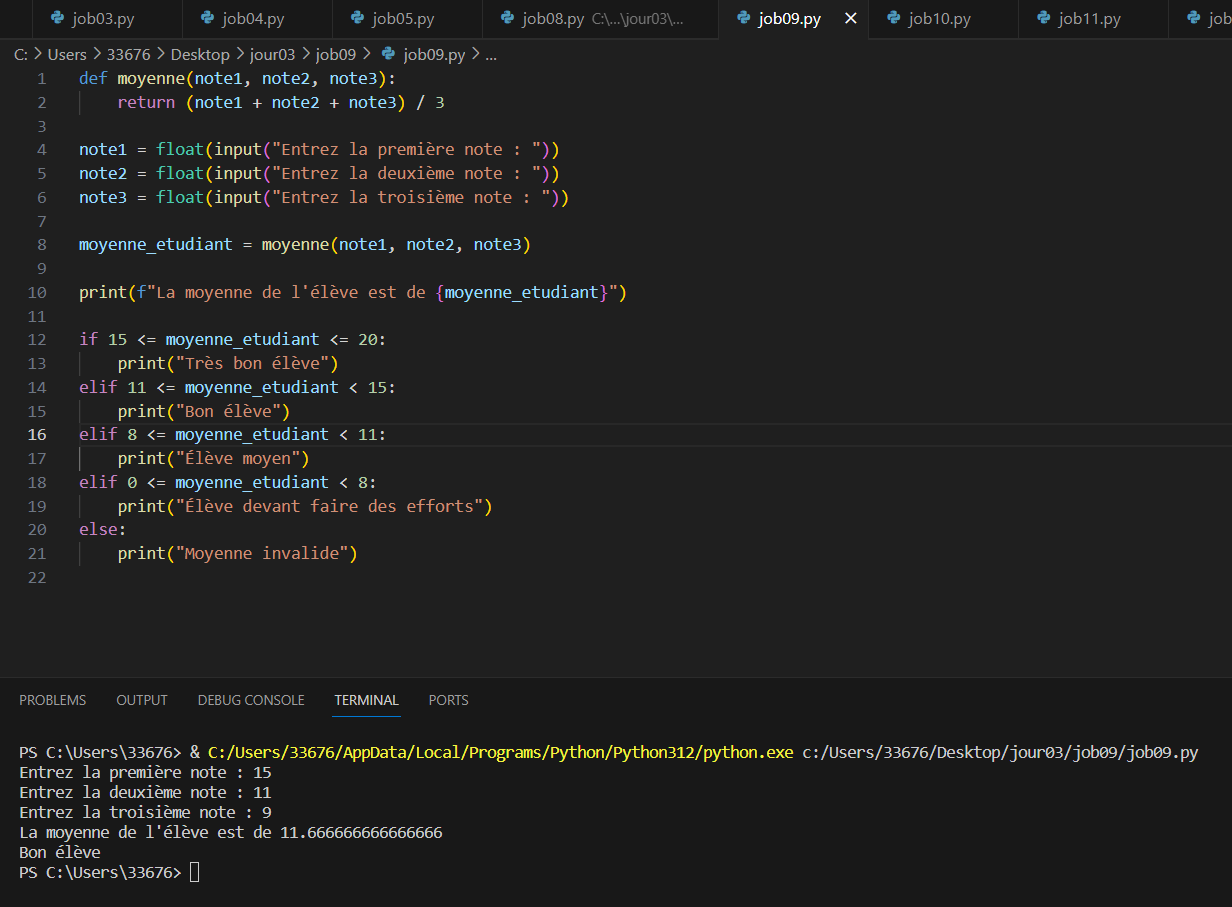 job03.py job04.py job05.py job08.py C:\...\jour03\... job09.py × job10.py job11.py job
C: > Users > 33676 > Desktop > jour03 > job09 > job09.py > ...
1 def moyenne(note1, note2, note3):
2     return (note1 + note2 + note3) / 3
3
4 note1 = float(input("Entrez la première note : "))
5 note2 = float(input("Entrez la deuxième note : "))
6 note3 = float(input("Entrez la troisième note : "))
7
8 moyenne_etudiant = moyenne(note1, note2, note3)
9
10 print(f"La moyenne de l'élève est de {moyenne_etudiant}")
11
12 if 15 <= moyenne_etudiant <= 20:
13     print("Très bon élève")
14 elif 11 <= moyenne_etudiant < 15:
15     print("Bon élève")
16 elif 8 <= moyenne_etudiant < 11:
17     print("Élève moyen")
18 elif 0 <= moyenne_etudiant < 8:
19     print("Élève devant faire des efforts")
20 else:
21     print("Moyenne invalide")
22
PROBLEMS OUTPUT DEBUG CONSOLE TERMINAL PORTS
PS C:\Users\33676> & C:/Users/33676/AppData/Local/Programs/Python/Python312/python.exe c:/Users/33676/Desktop/jour03/job09/job09.py
Entrez la première note : 15
Entrez la deuxième note : 11
Entrez la troisième note : 9
La moyenne de l'élève est de 11.666666666666666
Bon élève
PS C:\Users\33676>